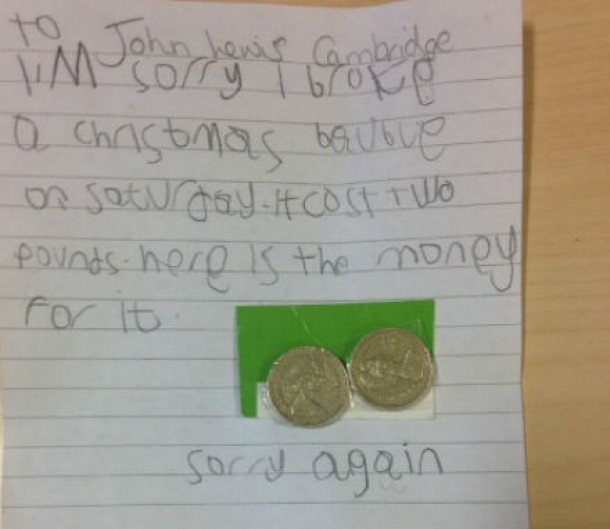 to
John lewis Cambridge
I'M sorry I broke
a christmas bauble
on saturday. it cost two
pounds. here is the money
for it.
sorry again